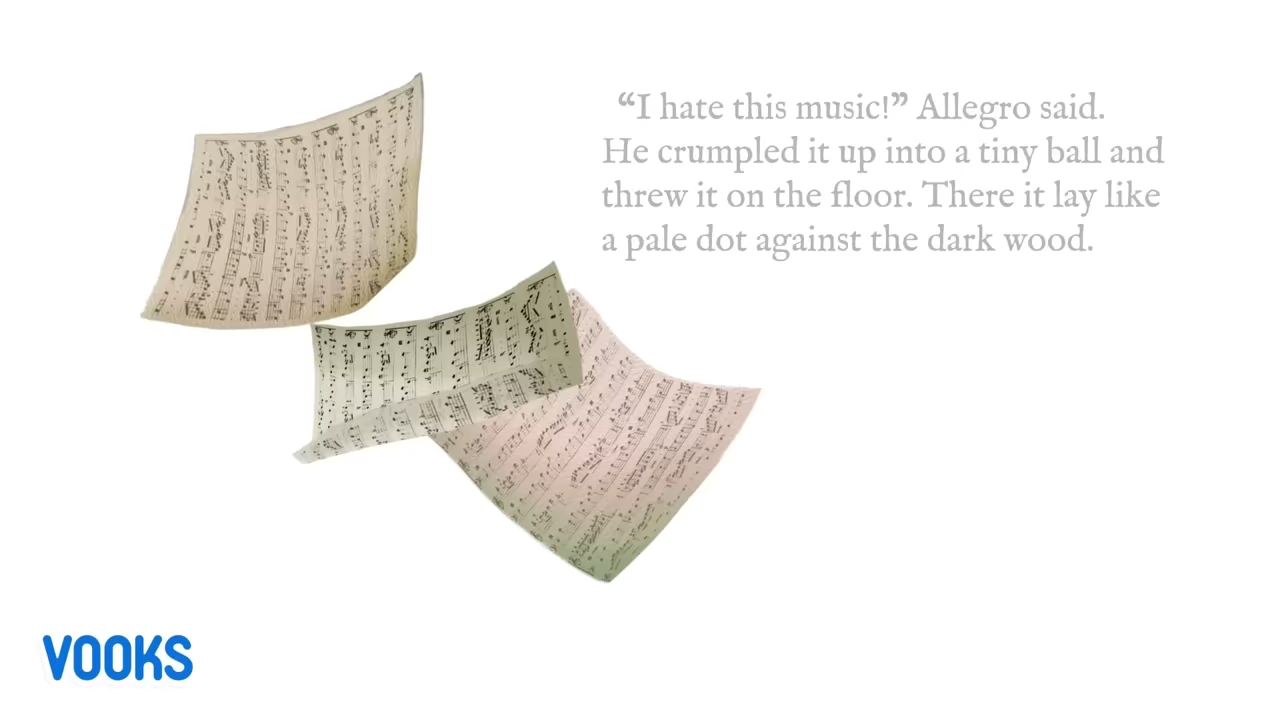 “I hate this music!” Allegro said.
He crumpled it up into a tiny ball and
threw it on the floor. There it lay like
a pale dot against the dark wood.
VOOKS